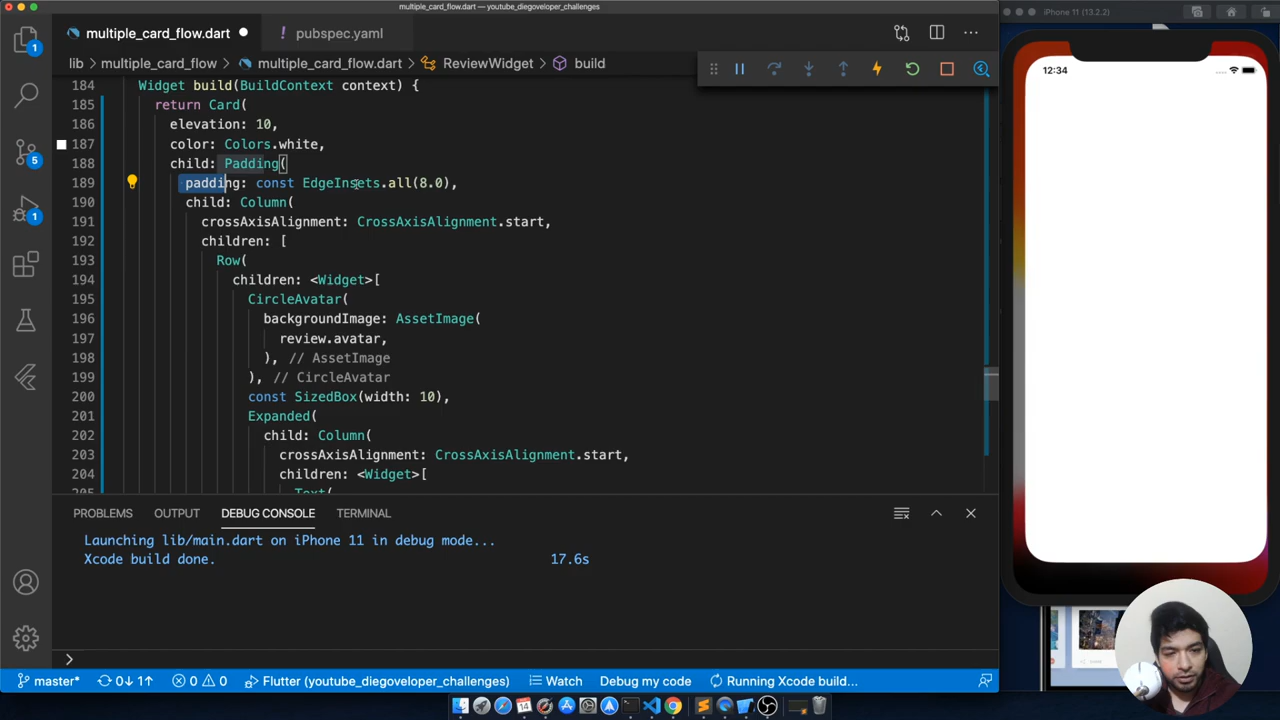 multiple_card_flow.dart — youtube_diegoveloper_challenges
iPhone 11 (13.2.2)
multiple_card_flow.dart
pubspec.yaml
lib > multiple_card_flow > multiple_card_flow.dart > ReviewWidget > build
12:34
184 Widget build(BuildContext context) {
185 return Card(
186 elevation: 10,
187 color: Colors.white,
188 child: Padding(
189 padding: const EdgeInsets.all(8.0),
190 child: Column(
191 crossAxisAlignment: CrossAxisAlignment.start,
192 children: [
193 Row(
194 children: <Widget>[
195 CircleAvatar(
196 backgroundImage: AssetImage(
197 review.avatar,
198 ), // AssetImage
199 ), // CircleAvatar
200 const SizedBox(width: 10),
201 Expanded(
202 child: Column(
203 crossAxisAlignment: CrossAxisAlignment.start,
204 children: <Widget>[
205 Text(
1
5
1
PROBLEMS OUTPUT DEBUG CONSOLE TERMINAL
Launching lib/main.dart on iPhone 11 in debug mode...
Xcode build done. 17.6s
master* 0↓ 1↑ 0 0 Flutter (youtube_diegoveloper_challenges) Watch Debug my code Running Xcode build...
14